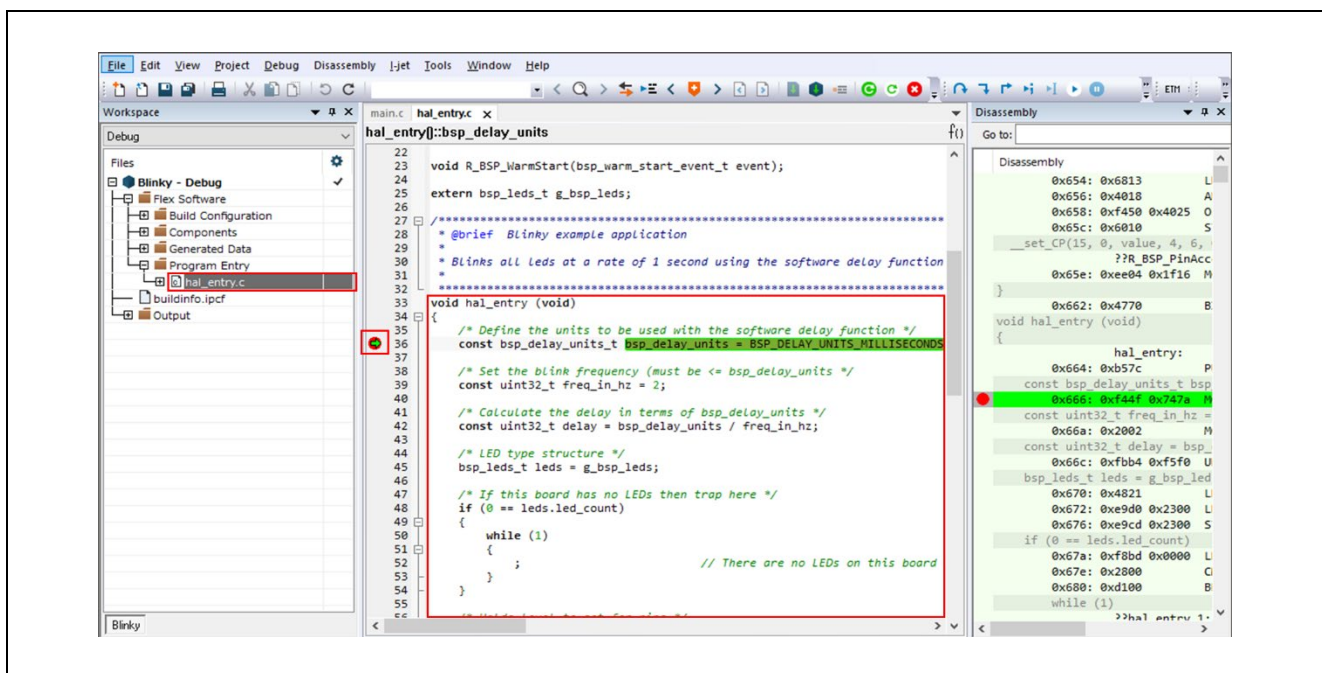 File Edit View Project Debug Disassembly I-jet Tools Window Help
ETM
Workspace
Debug
Files
Blinky - Debug
Flex Software
Build Configuration
Components
Generated Data
Program Entry
hal_entry.c
buildinfo.ipcf
Output
Blinky
main.c hal_entry.c x
hal_entry()::bsp_delay_units f()
22
23 void R_BSP_WarmStart(bsp_warm_start_event_t event);
24
25 extern bsp_leds_t g_bsp_leds;
26
27 /*************************************************************************
28 * @brief Blinky example application
29 *
30 * Blinks all leds at a rate of 1 second using the software delay function
31 *
32 *************************************************************************
33 void hal_entry (void)
34 {
35 /* Define the units to be used with the software delay function */
36 const bsp_delay_units_t bsp_delay_units = BSP_DELAY_UNITS_MILLISECONDS
37
38 /* Set the blink frequency (must be <= bsp_delay_units */
39 const uint32_t freq_in_hz = 2;
40
41 /* Calculate the delay in terms of bsp_delay_units */
42 const uint32_t delay = bsp_delay_units / freq_in_hz;
43
44 /* LED type structure */
45 bsp_leds_t leds = g_bsp_leds;
46
47 /* If this board has no LEDs then trap here */
48 if (0 == leds.led_count)
49 {
50 while (1)
51 {
52 ; // There are no LEDs on this board
53 }
54 }
55
Disassembly
Go to:
Disassembly
0x654: 0x6813
0x656: 0x4018
0x658: 0xf450 0x4025 O
0x65c: 0x6010 S
__set_CP(15, 0, value, 4, 6,
??R_BSP_PinAcc
0x65e: 0xee04 0x1f16
}
0x662: 0x4770 B
void hal_entry (void)
{
hal_entry:
0x664: 0xb57c
const bsp_delay_units_t bsp
0x666: 0xf44f 0x747a
const uint32_t freq_in_hz =
0x66a: 0x2002
const uint32_t delay = bsp_
0x66c: 0xfbb4 0xf5f0
bsp_leds_t leds = g_bsp_led
0x670: 0x4821
0x672: 0xe9d0 0x2300
0x676: 0xe9cd 0x2300 S
if (0 == leds.led_count)
0x67a: 0xf8bd 0x0000
0x67e: 0x2800
0x680: 0xd100
while (1)
??hal_entry_1: